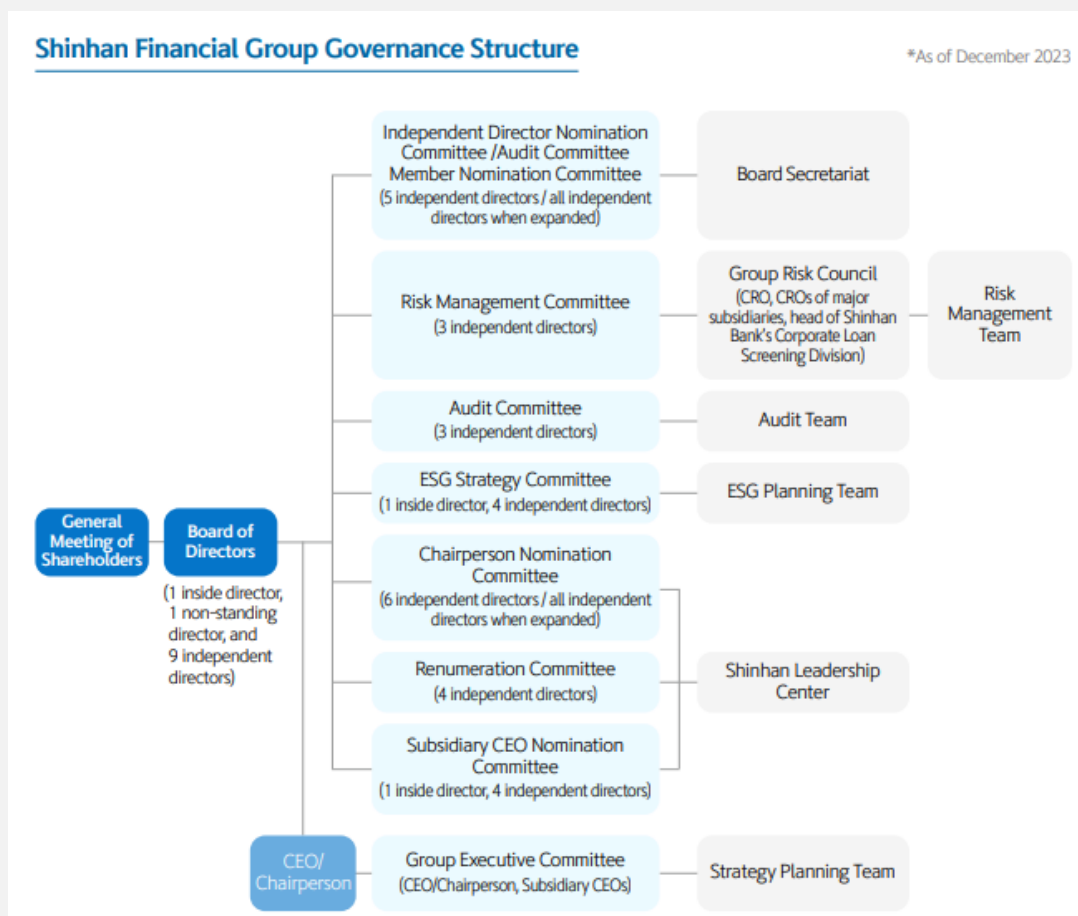 Shinhan Financial Group Governance Structure
*As of December 2023
Independent Director Nomination
Committee /Audit Committee
Member Nomination Committee
(5 independent directors / all independent
directors when expanded)
Board Secretariat
Risk Management Committee
(3 independent directors)
Group Risk Council
(CRO, CROs of major
subsidiaries, head of Shinhan
Bank's Corporate Loan
Screening Division)
Risk
Management
Team
Audit Committee
(3 independent directors)
Audit Team
ESG Strategy Committee
(1 inside director, 4 independent directors)
ESG Planning Team
General
Meeting of
Shareholders
Board of
Directors
(1 inside director,
1 non-standing
director, and
9 independent
directors)
Chairperson Nomination
Committee
(6 independent directors / all independent
directors when expanded)
Renumeration Committee
(4 independent directors)
Shinhan Leadership
Center
Subsidiary CEO Nomination
Committee
(1 inside director, 4 independent directors)
CEO/
Chairperson
Group Executive Committee
(CEO/Chairperson, Subsidiary CEOs)
Strategy Planning Team